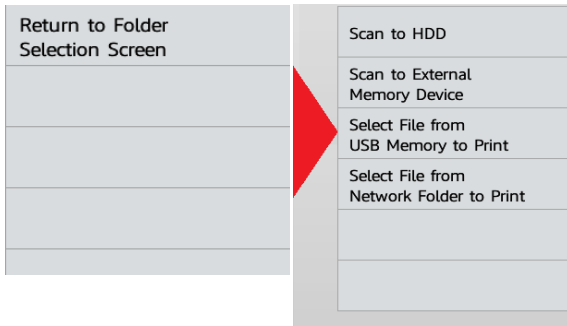 Return to Folder
Selection Screen
Scan to HDD
Scan to External
Memory Device
Select File from
USB Memory to Print
Select File from
Network Folder to Print